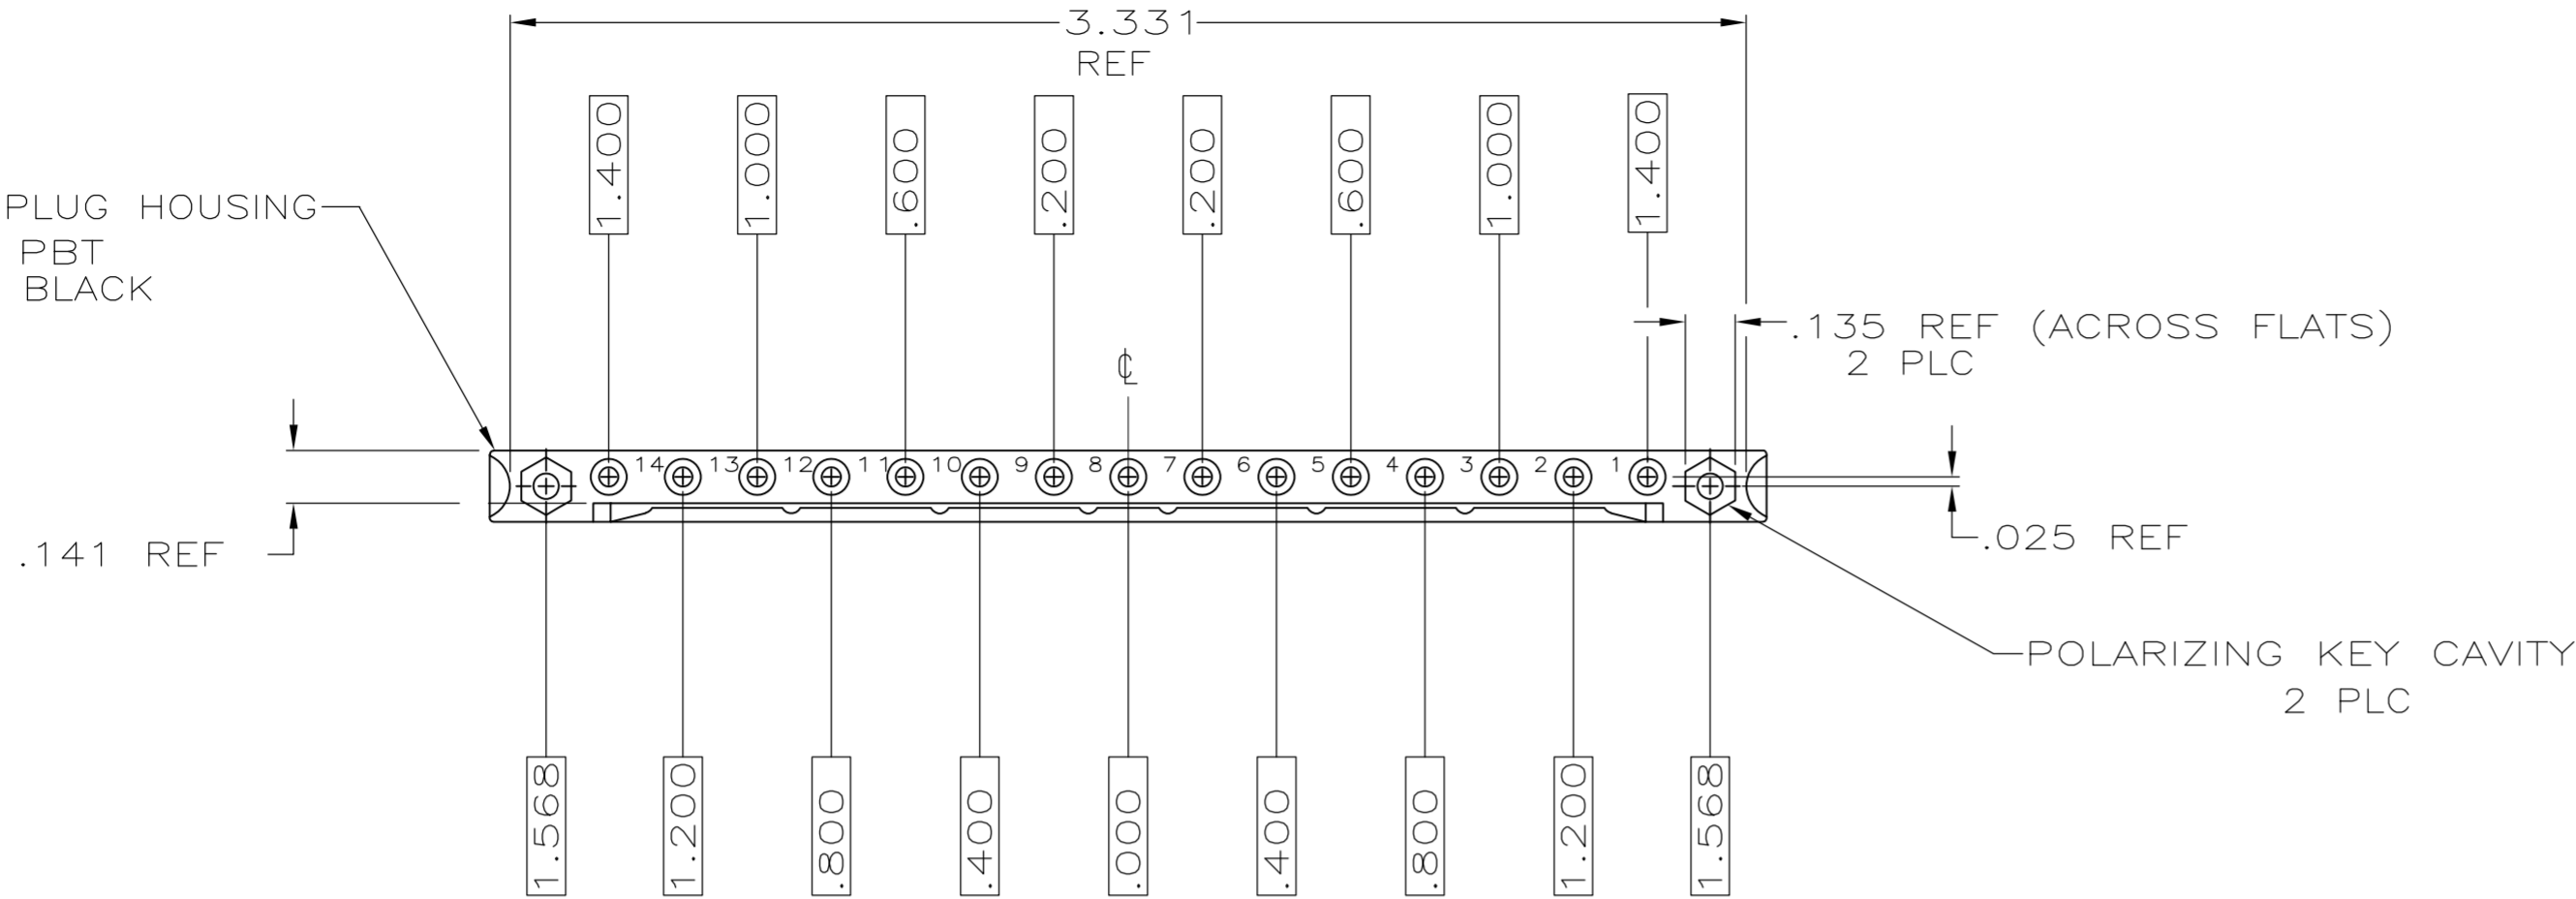 3.331
REF
1.400
1.000
.600
.200
.200
.600
1.000
1.400
PLUG HOUSING
PBT
BLACK
.135 REF (ACROSS FLATS)
2 PLC
℄
14 13 12 11 10 9 8 7 6 5 4 3 2 1
.141 REF
.025 REF
POLARIZING KEY CAVITY
2 PLC
1.568
1.200
.800
.400
.000
.400
.800
1.200
1.568